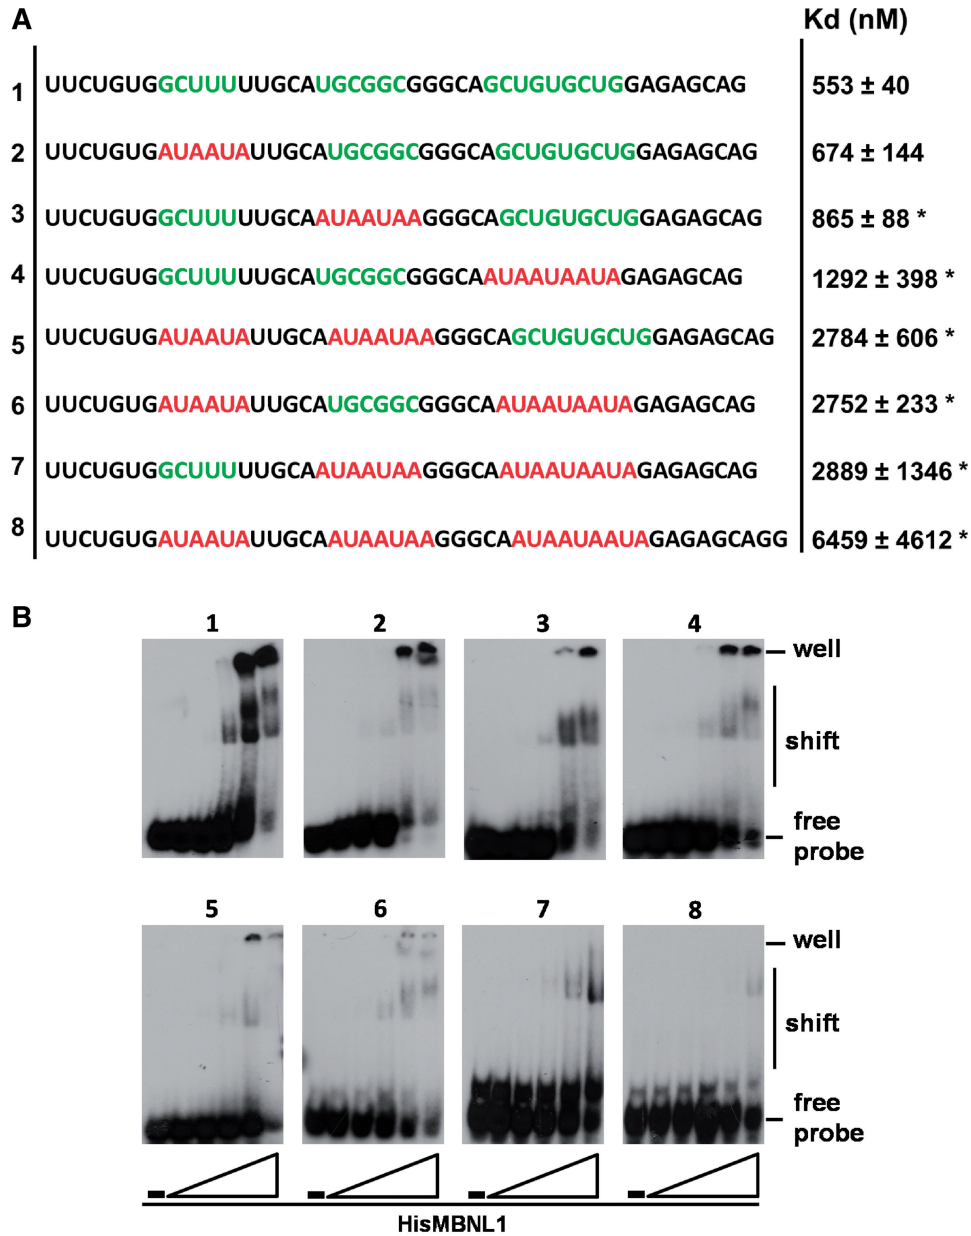 A
Kd (nM)
1 UUCUGUGGCUUUUUGCAUGCGGCGGGCAGCUGUGCUGGAGAGCAG 553 ± 40
2 UUCUGUGAUAAUAUUGCAUGCGGCGGGCAGCUGUGCUGGAGAGCAG 674 ± 144
3 UUCUGUGGCUUUUUGCAAUAAUAAGGGCAGCUGUGCUGGAGAGCAG 865 ± 88 *
4 UUCUGUGGCUUUUUGCAUGCGGCGGGCAAUAAUAAUAGAGAGCAG 1292 ± 398 *
5 UUCUGUGAUAAUAUUGCAAUAAUAAGGGCAGCUGUGCUGGAGAGCAG 2784 ± 606 *
6 UUCUGUGAUAAUAUUGCAUGCGGCGGGCAAUAAUAAUAGAGAGCAG 2752 ± 233 *
7 UUCUGUGGCUUUUUGCAAUAAUAAGGGCAAUAAUAAUAGAGAGCAG 2889 ± 1346 *
8 UUCUGUGAUAAUAUUGCAAUAAUAAGGGCAAUAAUAAUAGAGAGCAGG 6459 ± 4612 *
B
1 2 3 4
well
shift
free
probe
5 6 7 8
well
shift
free
probe
HisMBNL1